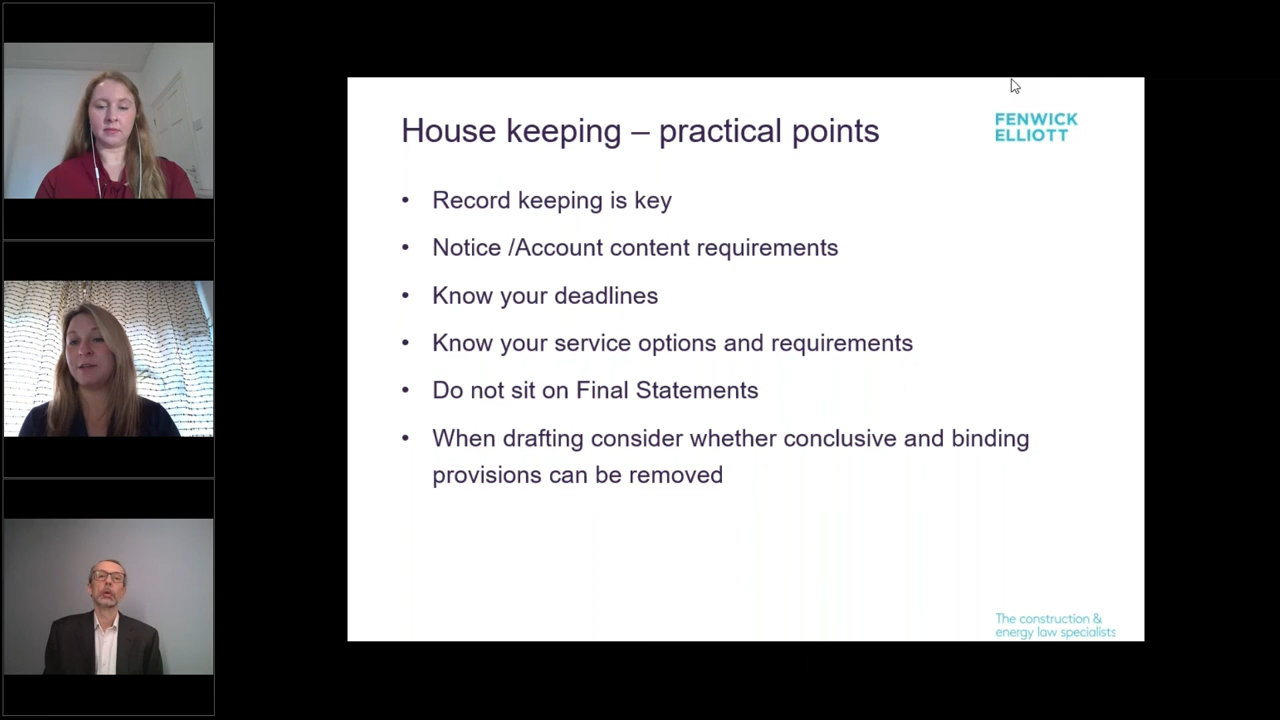 House keeping – practical points
FENWICK
ELLIOTT
• Record keeping is key
• Notice /Account content requirements
• Know your deadlines
• Know your service options and requirements
• Do not sit on Final Statements
• When drafting consider whether conclusive and binding
provisions can be removed
The construction &
energy law specialists